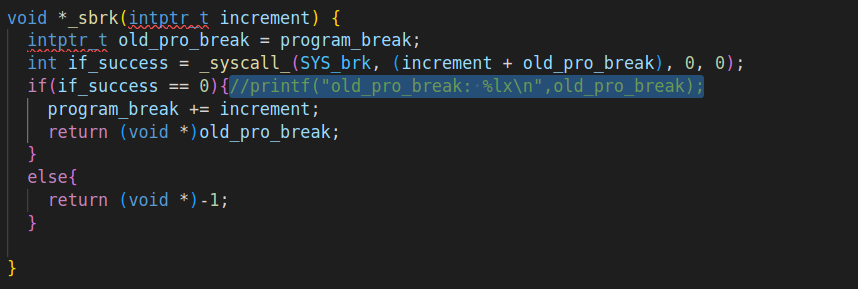 void *_sbrk(intptr_t increment) {
  intptr_t old_pro_break = program_break;
  int if_success = _syscall_(SYS_brk, (increment + old_pro_break), 0, 0);
  if(if_success == 0){//printf("old_pro_break: %lx\n",old_pro_break);
    program_break += increment;
    return (void *)old_pro_break;
  }
  else{
    return (void *)-1;
  }
}